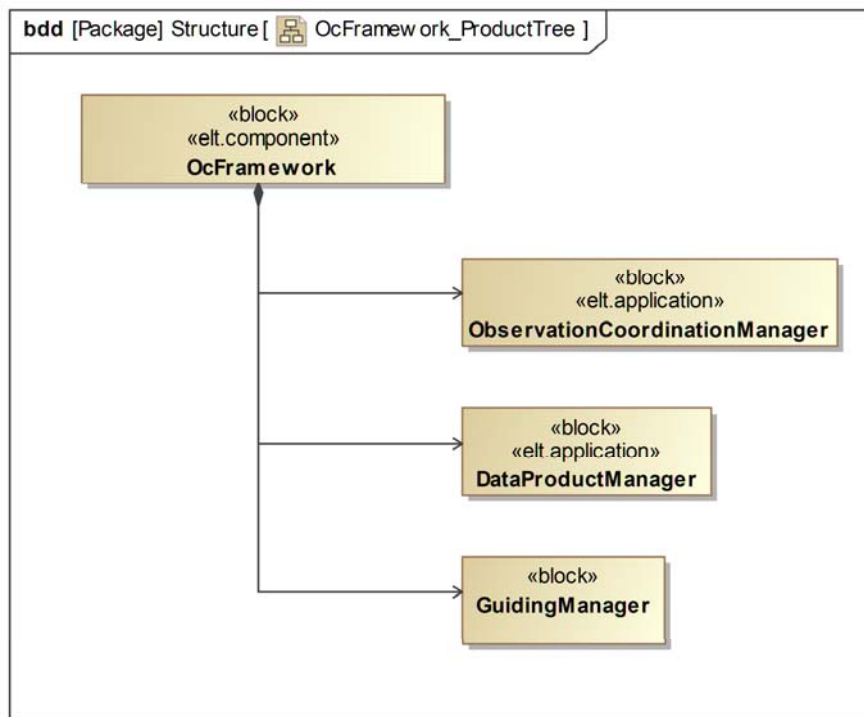 bdd [Package] Structure [ OcFramework_ProductTree ]
«block»
«elt.component»
OcFramework
«block»
«elt.application»
ObservationCoordinationManager
«block»
«elt.application»
DataProductManager
«block»
GuidingManager